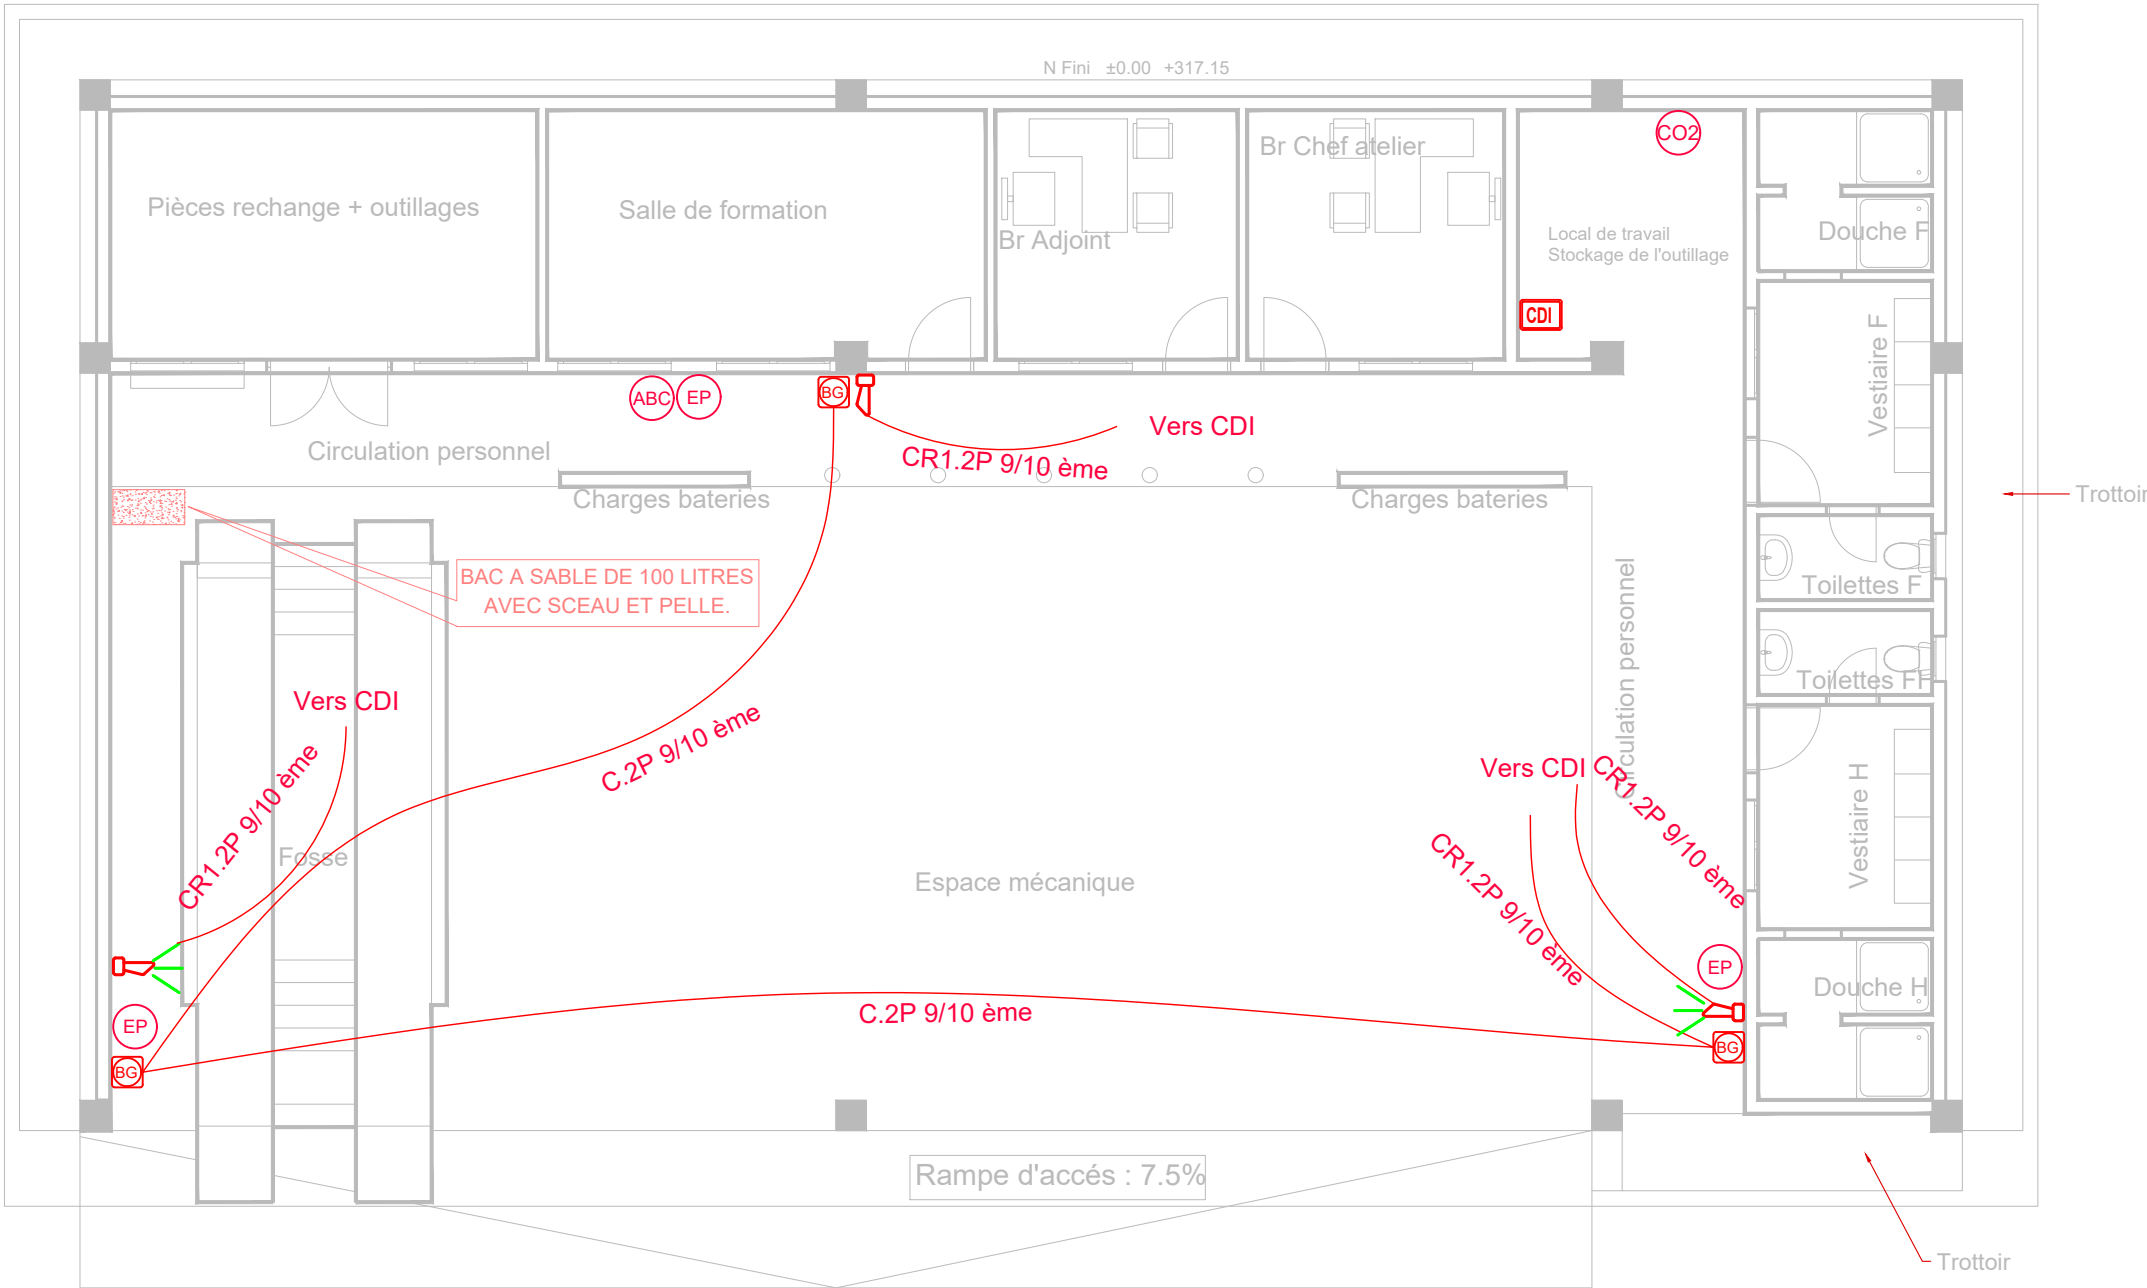 N Fini ±0.00 +317.15
CO2
Br Chef atelier
Pièces rechange + outillages
Salle de formation
Br Adjoint
Local de travail
Stockage de l'outillage
Douche F
CDI
Vestiaire F
ABC
EP
BG
Vers CDI
CR1.2P 9/10 ème
Circulation personnel
Charges bateries
Charges bateries
Trottoir
BAC A SABLE DE 100 LITRES
AVEC SCEAU ET PELLE.
Toilettes F
Circulation personnel
Toilettes FH
Vers CDI
C.2P 9/10 ème
CR1.2P 9/10 ème
Vers CDI
CR1.2P 9/10 ème
CR1.2P 9/10 ème
Vestiaire H
Fosse
Espace mécanique
EP
Douche H
C.2P 9/10 ème
EP
BG
BG
Rampe d'accés : 7.5%
Trottoir